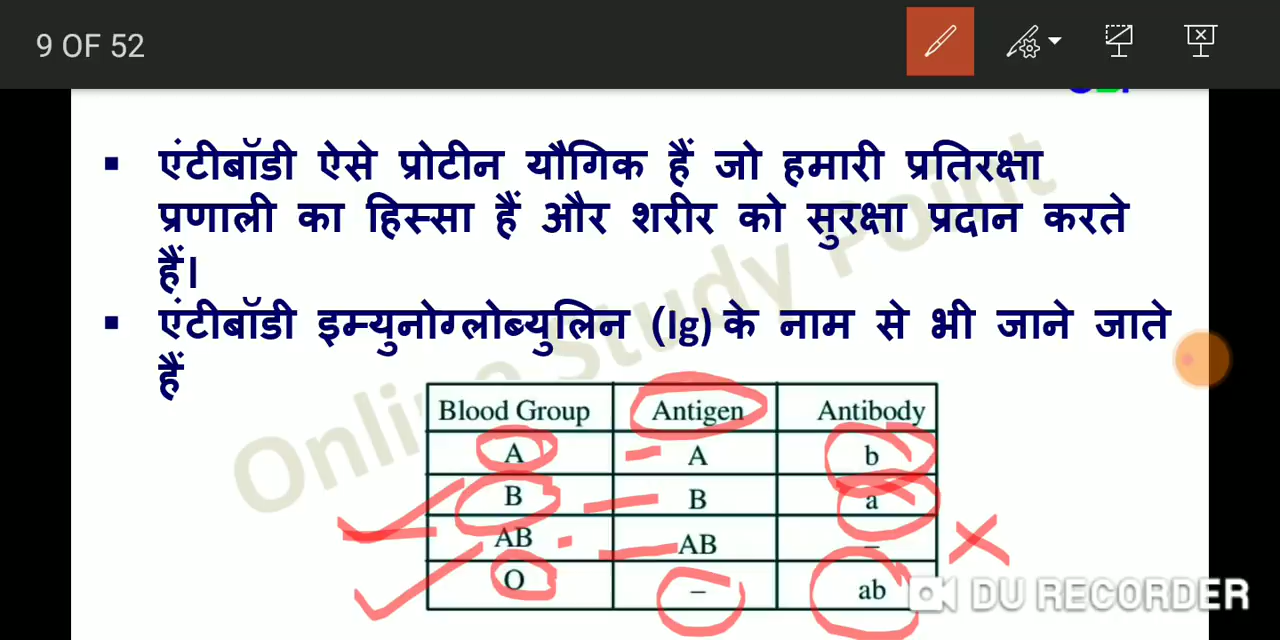 9 OF 52
▪ एंटीबॉडी ऐसे प्रोटीन यौगिक हैं जो हमारी प्रतिरक्षा
प्रणाली का हिस्सा हैं और शरीर को सुरक्षा प्रदान करते
हैं।
▪ एंटीबॉडी इम्युनोग्लोब्युलिन (Ig) के नाम से भी जाने जाते
हैं
Blood Group Antigen Antibody
A A b
B B a
AB AB –
O – ab
Online Study Point
DU RECORDER